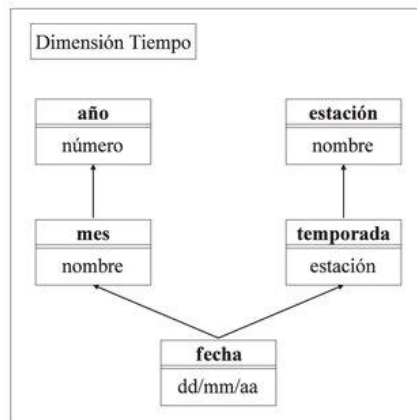 Dimensión Tiempo
año
número
estación
nombre
mes
nombre
temporada
estación
fecha
dd/mm/aa